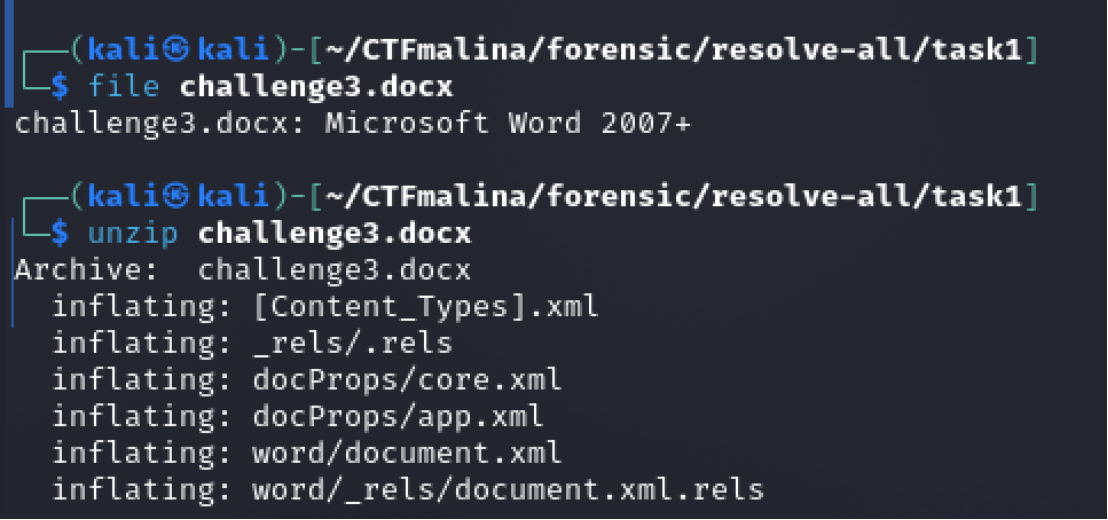 ┌──(kali㉿kali)-[~/CTFmalina/forensic/resolve-all/task1]
└─$ file challenge3.docx
challenge3.docx: Microsoft Word 2007+
┌──(kali㉿kali)-[~/CTFmalina/forensic/resolve-all/task1]
└─$ unzip challenge3.docx
Archive:  challenge3.docx
  inflating: [Content_Types].xml
  inflating: _rels/.rels
  inflating: docProps/core.xml
  inflating: docProps/app.xml
  inflating: word/document.xml
  inflating: word/_rels/document.xml.rels